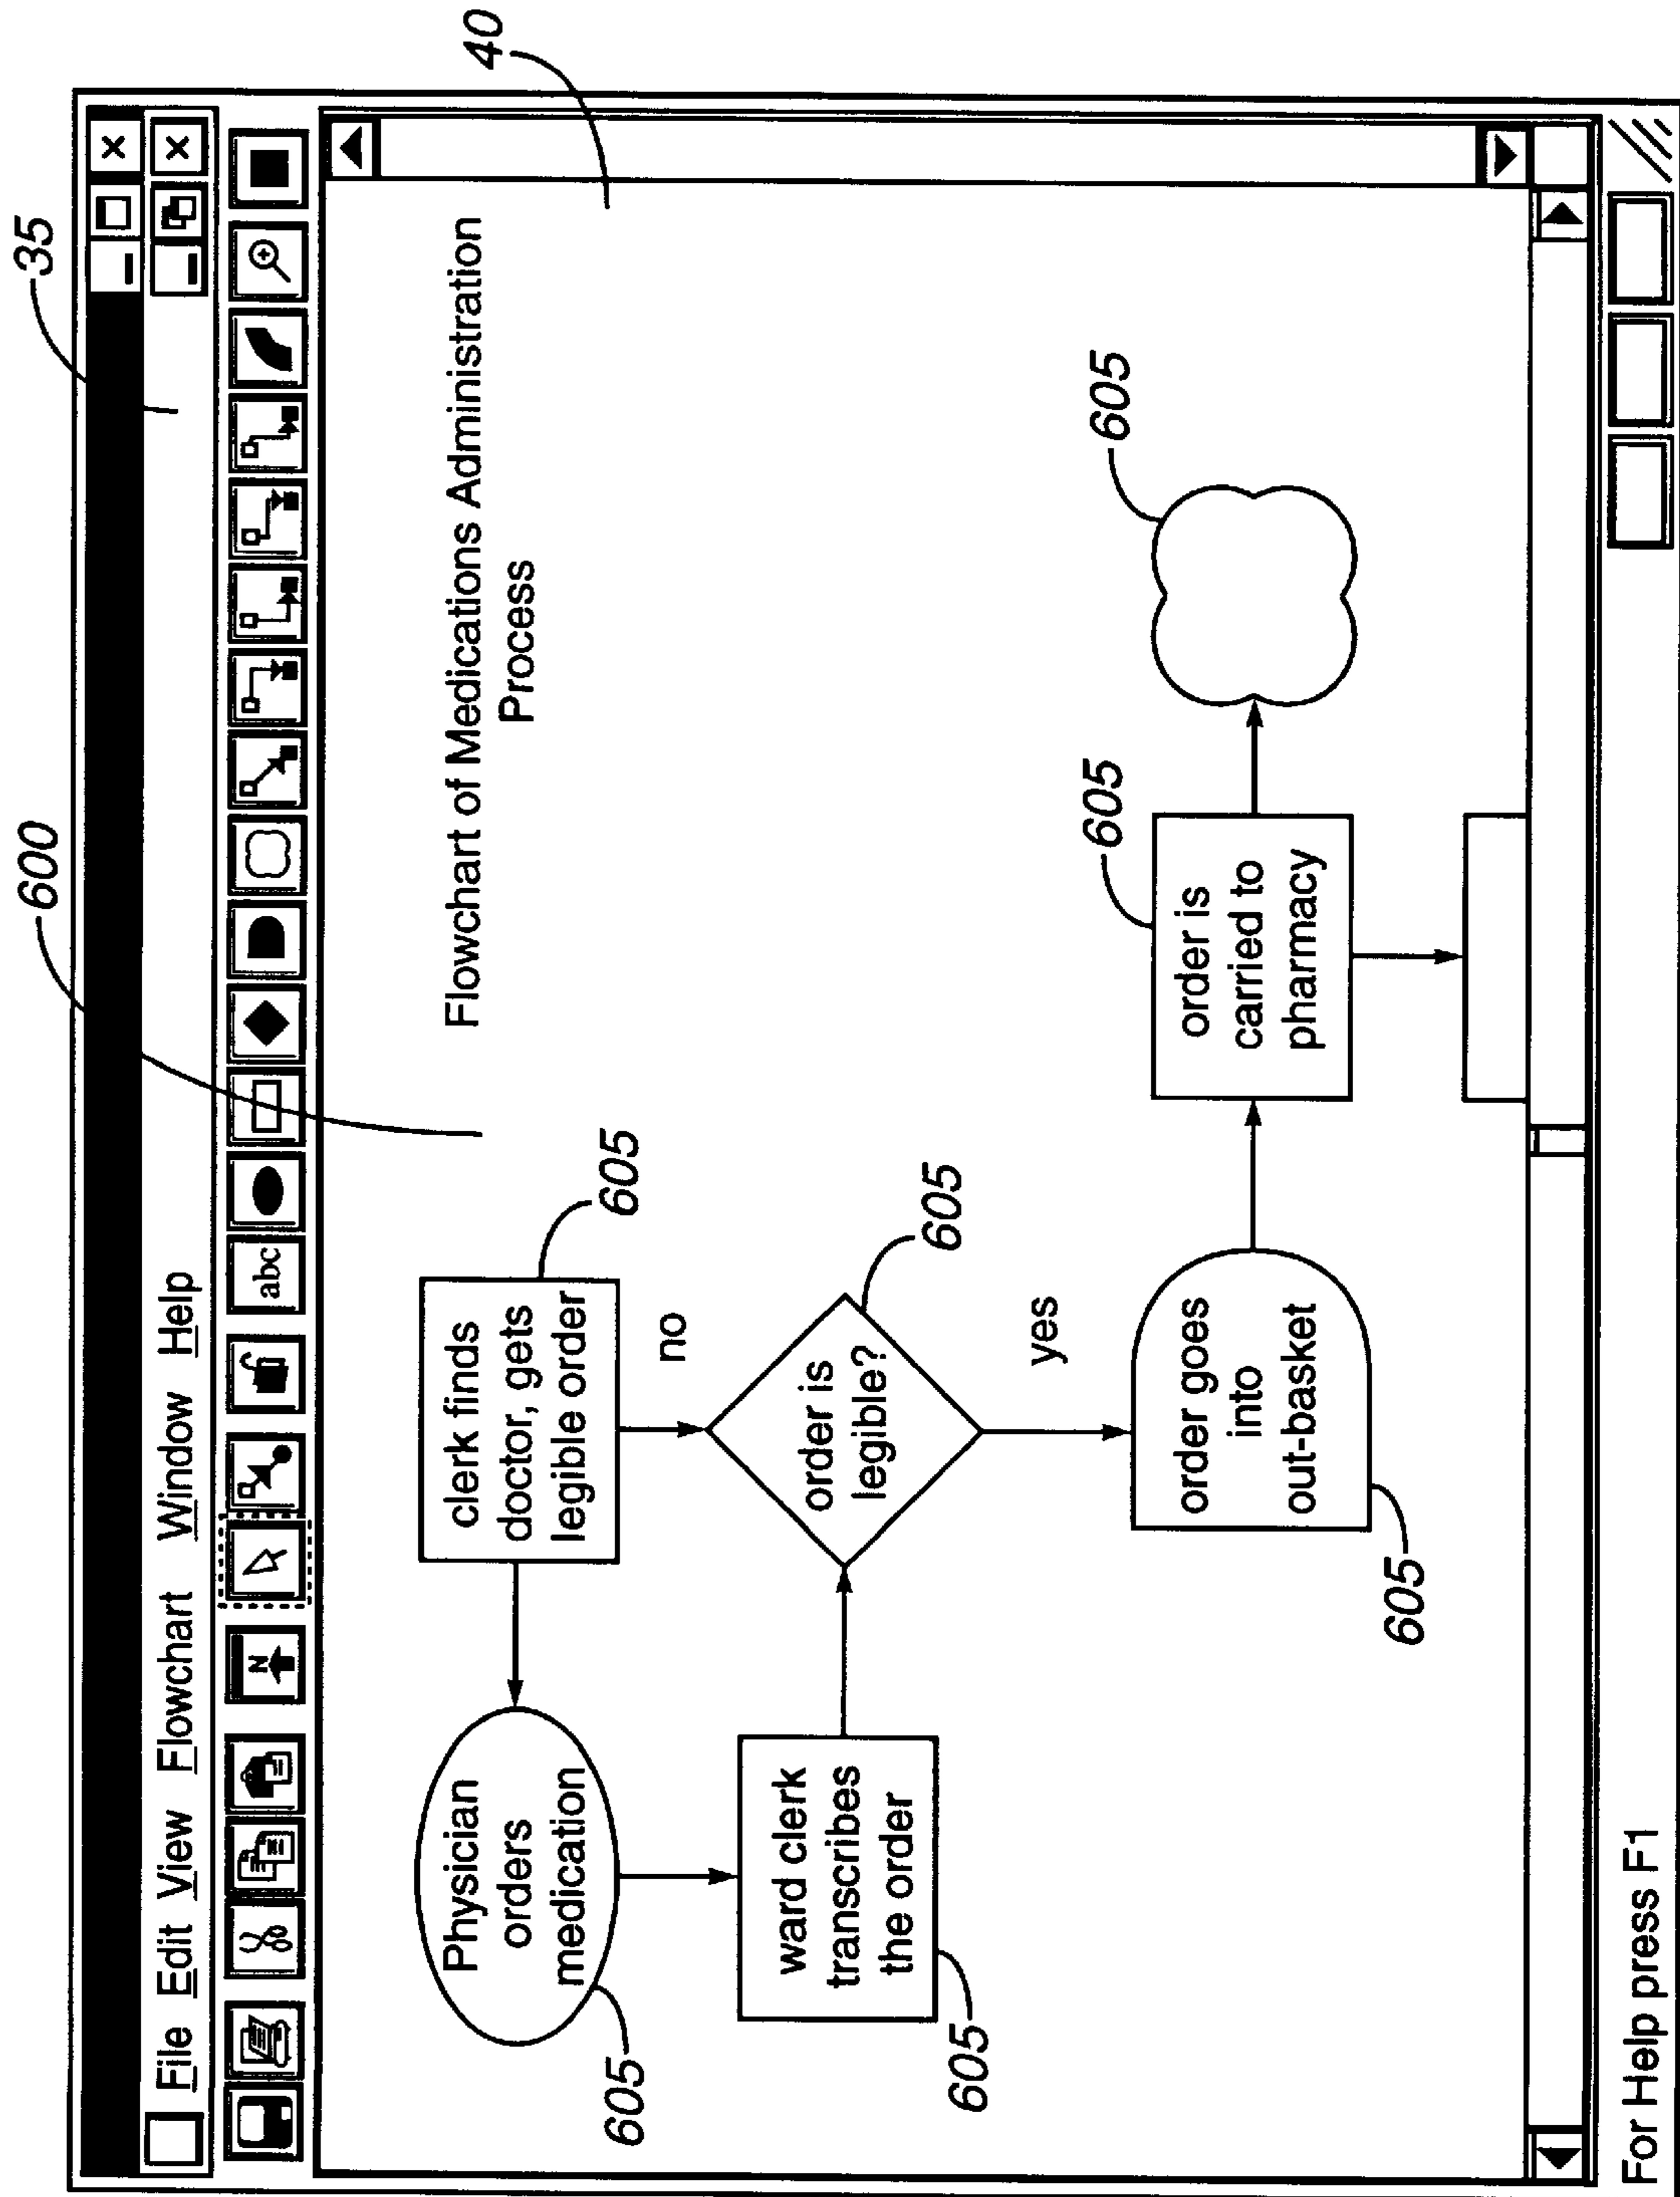 600
35
File Edit View Flowchart Window Help
N
abc
40
Flowchart of Medications Administration
Process
Physician
orders
medication
605
clerk finds
doctor, gets
legible order
605
no
ward clerk
transcribes
the order
605
order is
legible?
605
yes
order goes
into
out-basket
605
order is
carried to
pharmacy
605
605
For Help press F1